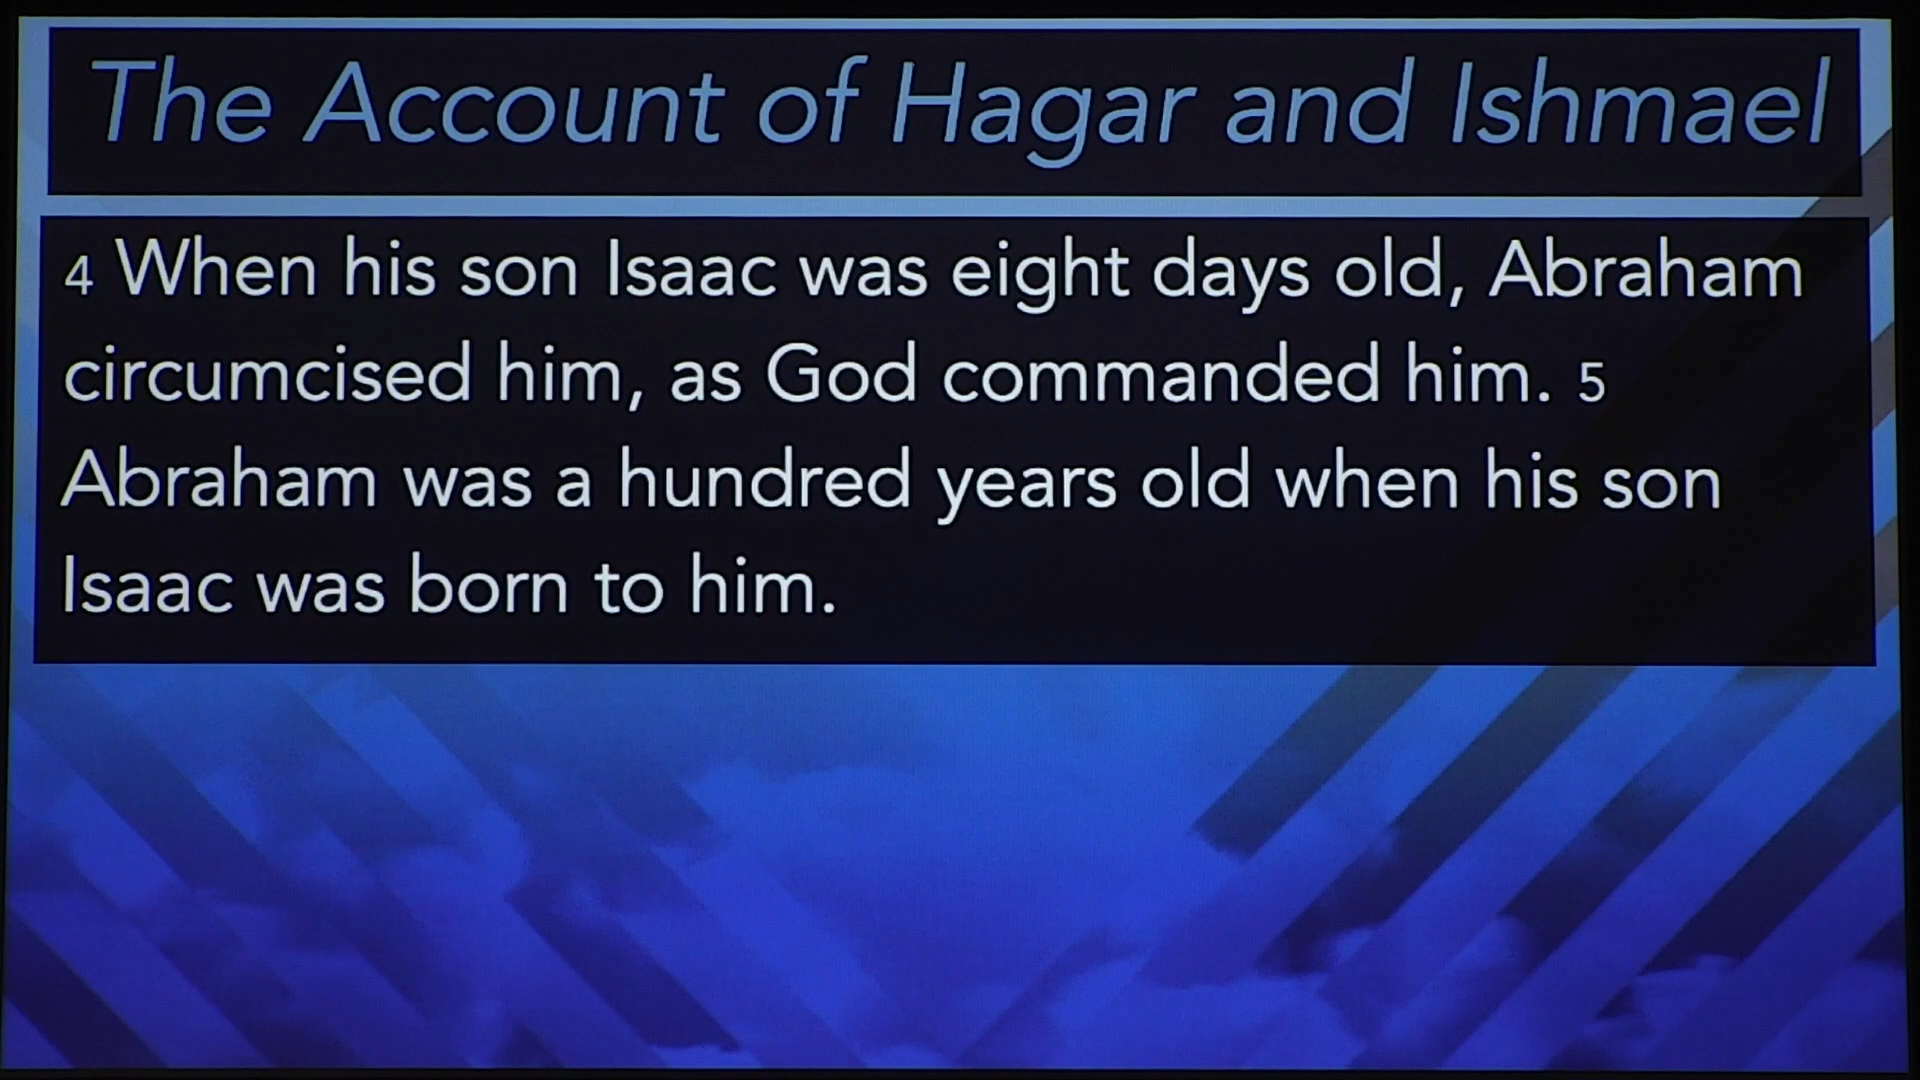 The Account of Hagar and Ishmael
4 When his son Isaac was eight days old, Abraham
circumcised him, as God commanded him. 5
Abraham was a hundred years old when his son
Isaac was born to him.